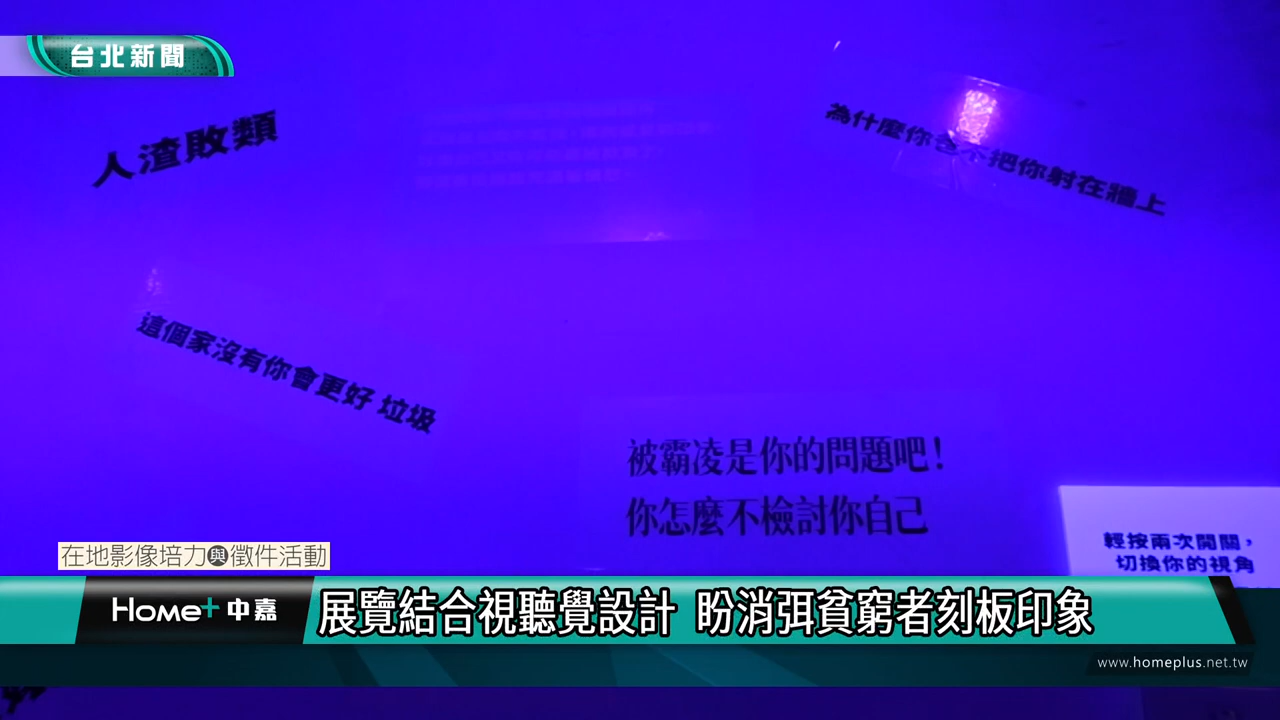 台北新聞
人渣敗類
為什麼你爸不把你射在牆上
這個家沒有你會更好 垃圾
被霸凌是你的問題吧！
你怎麼不檢討你自己
輕按兩次開關，
切換你的視角
在地影像培力與徵件活動
Home+中嘉
展覽結合視聽覺設計 盼消弭貧窮者刻板印象
www.homeplus.net.tw